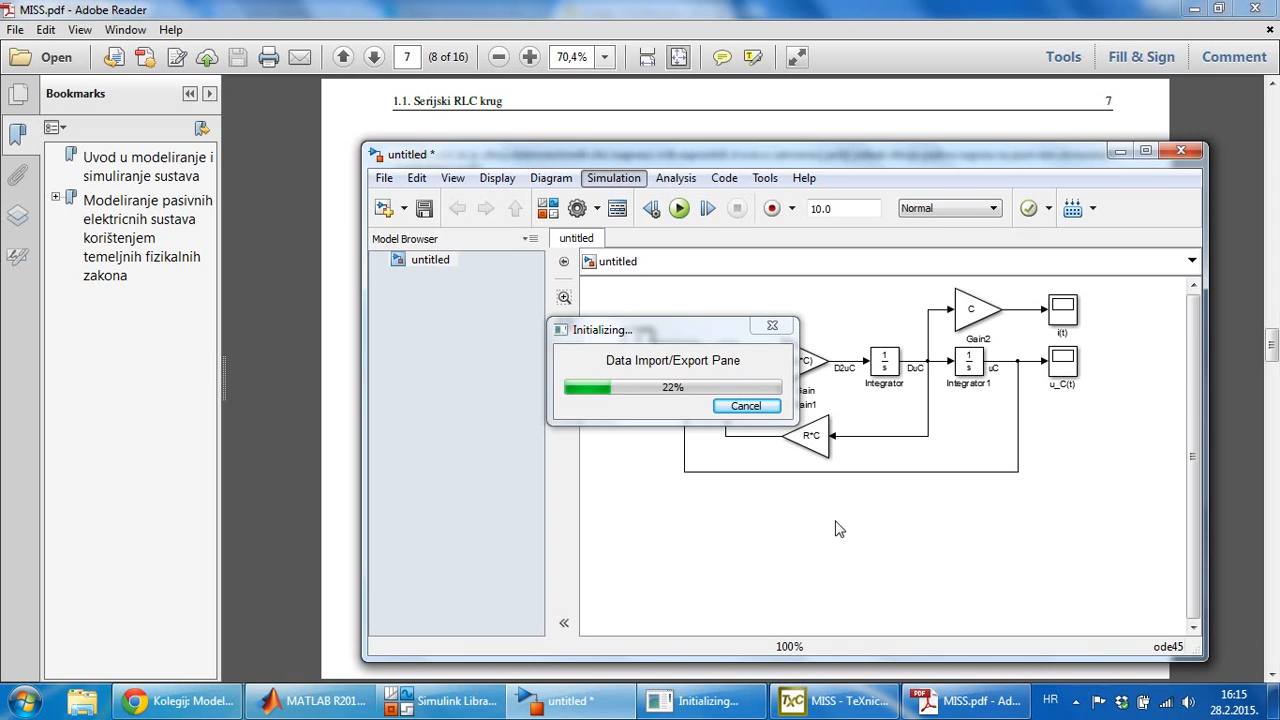 MISS.pdf - Adobe Reader
File Edit View Window Help
Open 7 (8 of 16) 70,4% Tools Fill & Sign Comment
Bookmarks
Uvod u modeliranje i
simuliranje sustava
Modeliranje pasivnih
elektricnih sustava
korištenjem
temeljnih fizikalnih
zakona
1.1. Serijski RLC krug 7
untitled *
File Edit View Display Diagram Simulation Analysis Code Tools Help
10.0 Normal
Model Browser untitled
untitled untitled
C
Gain2
i(t)
Initializing...
Data Import/Export Pane
22%
Cancel
*C)
D2uC
1
s
Integrator
DuC
1
s
Integrator1
uC
u_C(t)
ain
ain1
R*C
100% ode45
Kolegij: Model... MATLAB R201... Simulink Libra... untitled * Initializing... MISS - TeXnic... MISS.pdf - Ad... HR 16:15
28.2.2015.